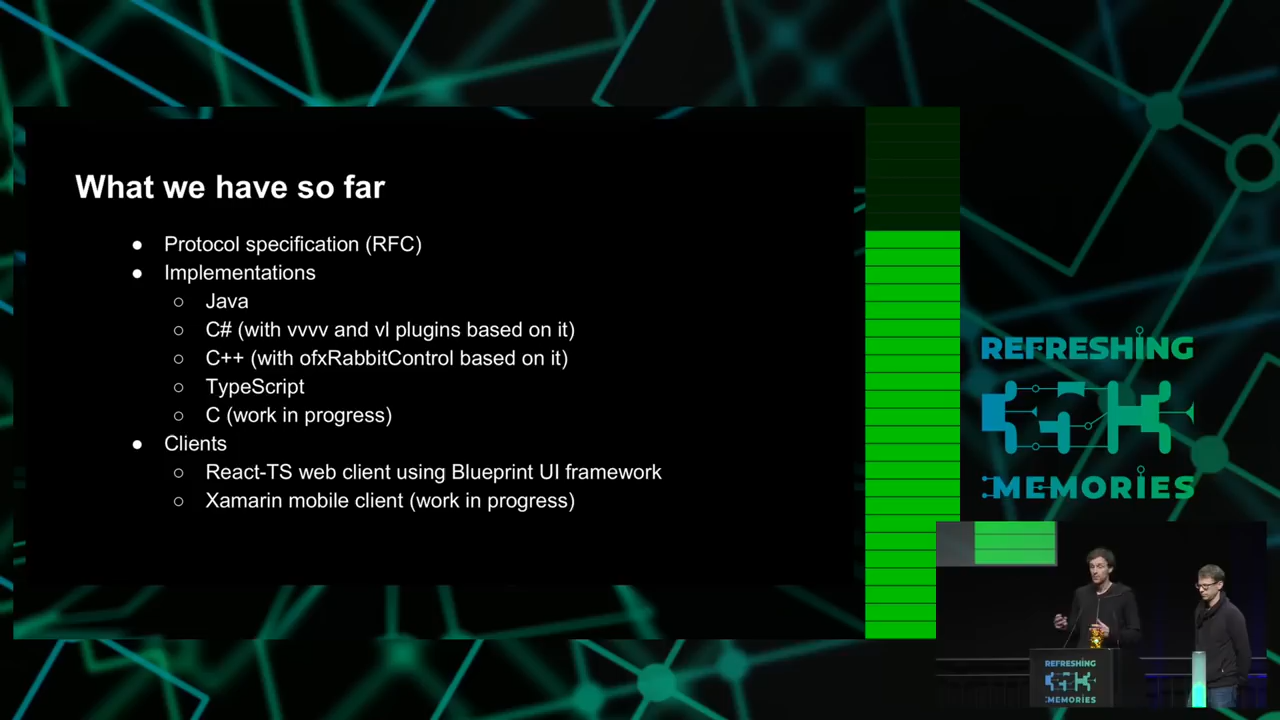 What we have so far
● Protocol specification (RFC)
● Implementations
○ Java
○ C# (with vvvv and vl plugins based on it)
○ C++ (with ofxRabbitControl based on it)
○ TypeScript
○ C (work in progress)
● Clients
○ React-TS web client using Blueprint UI framework
○ Xamarin mobile client (work in progress)
REFRESHING
35C3
MEMORIES
REFRESHING
35C3
MEMORIES